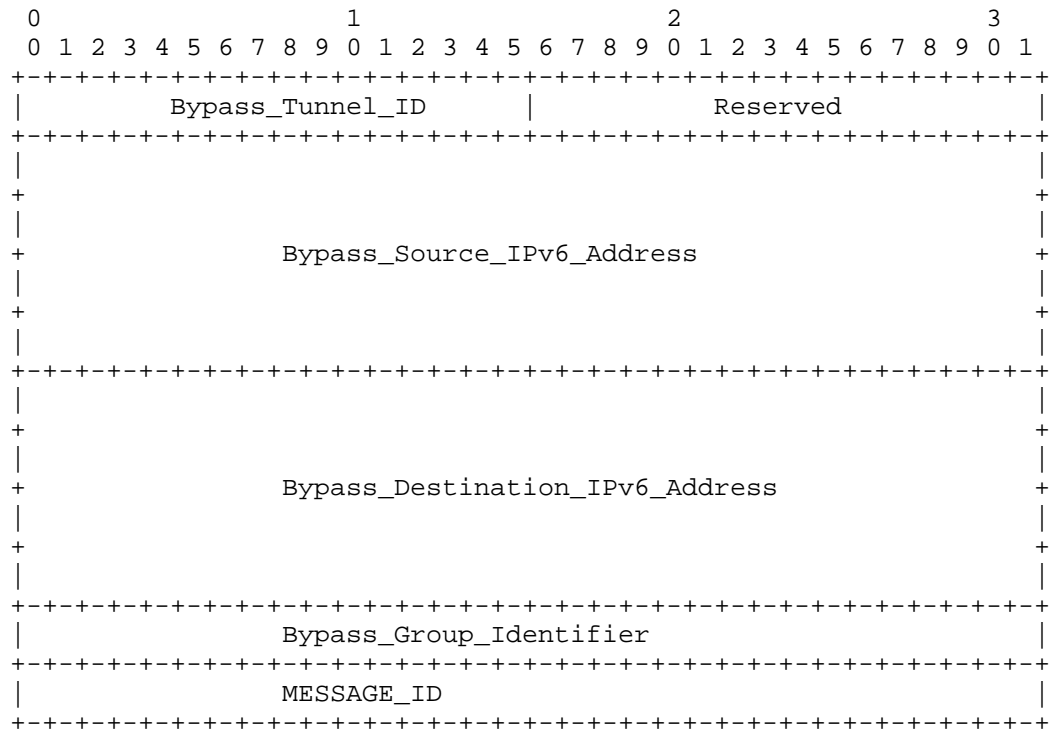 0                   1                   2                   3
 0 1 2 3 4 5 6 7 8 9 0 1 2 3 4 5 6 7 8 9 0 1 2 3 4 5 6 7 8 9 0 1
+-+-+-+-+-+-+-+-+-+-+-+-+-+-+-+-+-+-+-+-+-+-+-+-+-+-+-+-+-+-+-+-+
|         Bypass_Tunnel_ID      |           Reserved            |
+-+-+-+-+-+-+-+-+-+-+-+-+-+-+-+-+-+-+-+-+-+-+-+-+-+-+-+-+-+-+-+-+
|                                                               |
+                                                               +
|                                                               |
+                Bypass_Source_IPv6_Address                     +
|                                                               |
+                                                               +
|                                                               |
+-+-+-+-+-+-+-+-+-+-+-+-+-+-+-+-+-+-+-+-+-+-+-+-+-+-+-+-+-+-+-+-+
|                                                               |
+                                                               +
|                                                               |
+                Bypass_Destination_IPv6_Address                +
|                                                               |
+                                                               +
|                                                               |
+-+-+-+-+-+-+-+-+-+-+-+-+-+-+-+-+-+-+-+-+-+-+-+-+-+-+-+-+-+-+-+-+
|                Bypass_Group_Identifier                        |
+-+-+-+-+-+-+-+-+-+-+-+-+-+-+-+-+-+-+-+-+-+-+-+-+-+-+-+-+-+-+-+-+
|                MESSAGE_ID                                     |
+-+-+-+-+-+-+-+-+-+-+-+-+-+-+-+-+-+-+-+-+-+-+-+-+-+-+-+-+-+-+-+-+